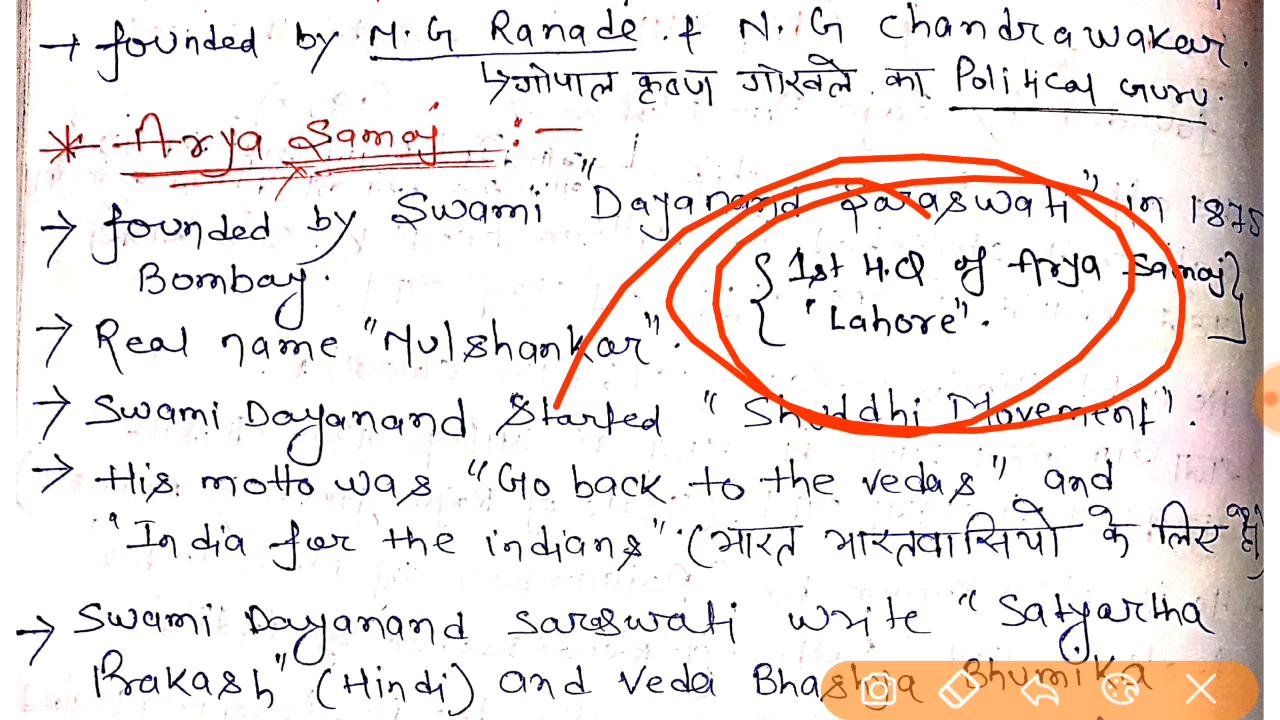 → founded by M.G Ranade & N.G Chandrawakar.
↳ गोपाल कृष्ण गोखले का Political Guru.
* Arya Samaj :-
→ founded by Swami "Dayanand Saraswati" in 1875
Bombay.
{1st H.Q of Arya Samaj}
"Lahore".
→ Real name "Mulshankar".
→ Swami Dayanand Started "Shuddhi Movement".
→ His motto was "Go back to the vedas" and
"India for the indians". (भारत भारतवासियो के लिए है)
→ Swami Dayanand saraswati write "Satyartha
Prakash" (Hindi) and Veda Bhashya Bhumika